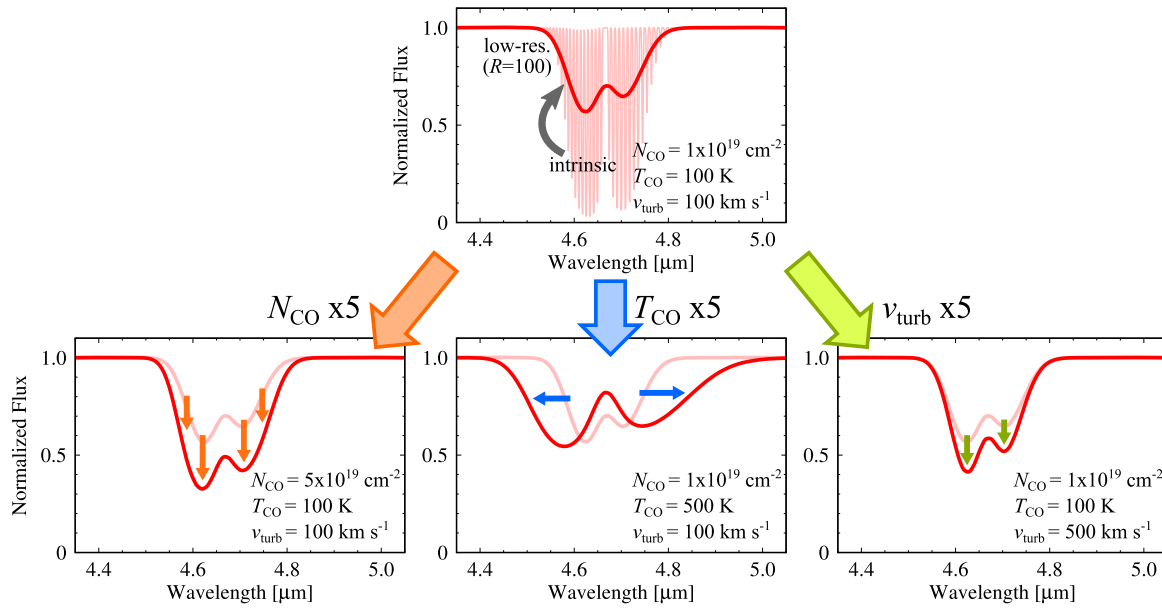 1.0
0.5
0
Normalized Flux
low-res.
(R=100)
intrinsic
N_CO = 1x10^19 cm^-2
T_CO = 100 K
v_turb = 100 km s^-1
4.4 4.6 4.8 5.0
Wavelength [μm]
N_CO x5
T_CO x5
v_turb x5
1.0
0.5
0
Normalized Flux
N_CO = 5x10^19 cm^-2
T_CO = 100 K
v_turb = 100 km s^-1
4.4 4.6 4.8 5.0
Wavelength [μm]
1.0
0.5
0
N_CO = 1x10^19 cm^-2
T_CO = 500 K
v_turb = 100 km s^-1
4.4 4.6 4.8 5.0
Wavelength [μm]
1.0
0.5
0
N_CO = 1x10^19 cm^-2
T_CO = 100 K
v_turb = 500 km s^-1
4.4 4.6 4.8 5.0
Wavelength [μm]